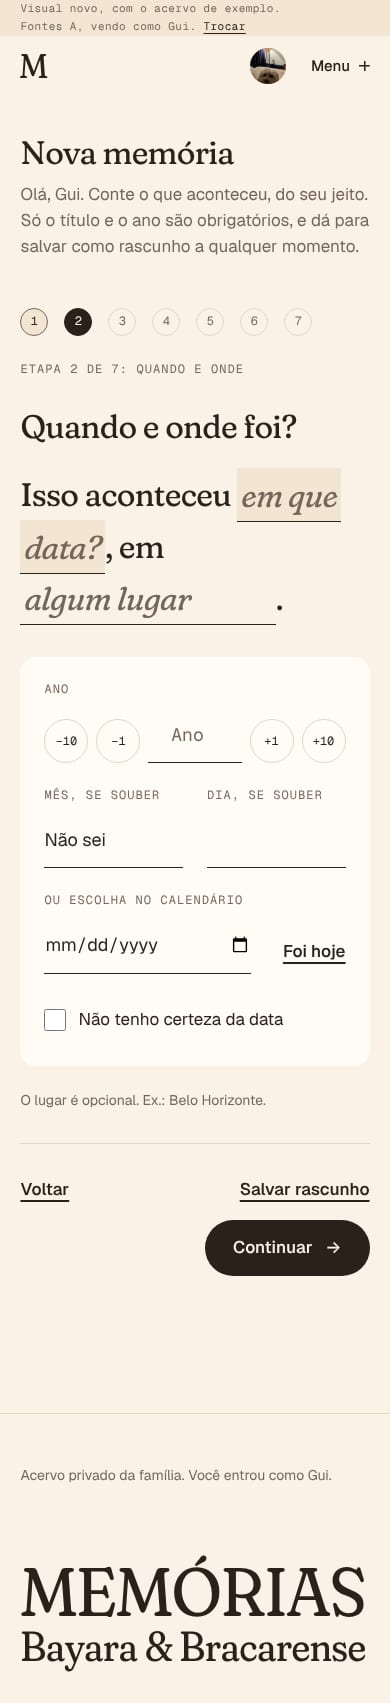 Visual novo, com o acervo de exemplo.
Fontes A, vendo como Gui. Trocar
M
Menu +
Nova memória
Olá, Gui. Conte o que aconteceu, do seu jeito.
Só o título e o ano são obrigatórios, e dá para
salvar como rascunho a qualquer momento.
1 2 3 4 5 6 7
ETAPA 2 DE 7: QUANDO E ONDE
Quando e onde foi?
Isso aconteceu em que
data?, em
algum lugar.
ANO
−10 −1 Ano +1 +10
MÊS, SE SOUBER DIA, SE SOUBER
Não sei
OU ESCOLHA NO CALENDÁRIO
mm/dd/yyyy Foi hoje
Não tenho certeza da data
O lugar é opcional. Ex.: Belo Horizonte.
Voltar Salvar rascunho
Continuar →
Acervo privado da família. Você entrou como Gui.
MEMÓRIAS
Bayara & Bracarense